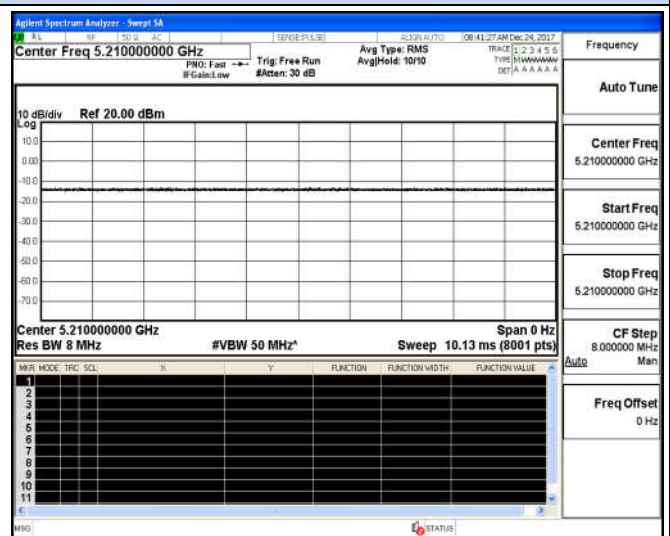 Agilent Spectrum Analyzer - Swept SA
RL RF 50 Ω AC SENSE:PULSE ALIGN AUTO 08:41:27 AM Dec 24, 2017
Center Freq 5.210000000 GHz
PNO: Fast
IFGain:Low
Trig: Free Run
#Atten: 30 dB
Avg Type: RMS
Avg|Hold: 10/10
TRACE 1 2 3 4 5 6
TYPE MWWWWW
DET A A A A A A
Frequency
Auto Tune
Center Freq
5.210000000 GHz
Start Freq
5.210000000 GHz
Stop Freq
5.210000000 GHz
CF Step
8.000000 MHz
Auto Man
Freq Offset
0 Hz
10 dB/div Ref 20.00 dBm
Log
10.0
0.00
-10.0
-20.0
-30.0
-40.0
-50.0
-60.0
-70.0
Center 5.210000000 GHz Span 0 Hz
Res BW 8 MHz #VBW 50 MHz* Sweep 10.13 ms (8001 pts)
MKR MODE TRC SCL X Y FUNCTION FUNCTION WIDTH FUNCTION VALUE
1
2
3
4
5
6
7
8
9
10
11
MSG STATUS